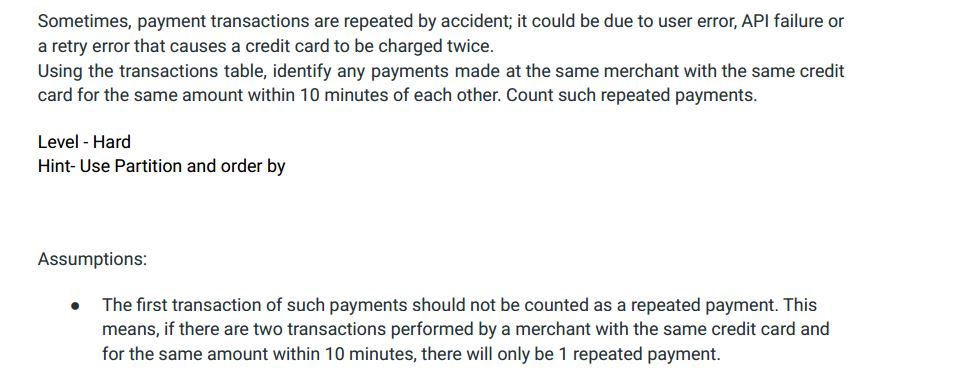 Sometimes, payment transactions are repeated by accident; it could be due to user error, API failure or
a retry error that causes a credit card to be charged twice.
Using the transactions table, identify any payments made at the same merchant with the same credit
card for the same amount within 10 minutes of each other. Count such repeated payments.
Level - Hard
Hint- Use Partition and order by
Assumptions:
● The first transaction of such payments should not be counted as a repeated payment. This
means, if there are two transactions performed by a merchant with the same credit card and
for the same amount within 10 minutes, there will only be 1 repeated payment.